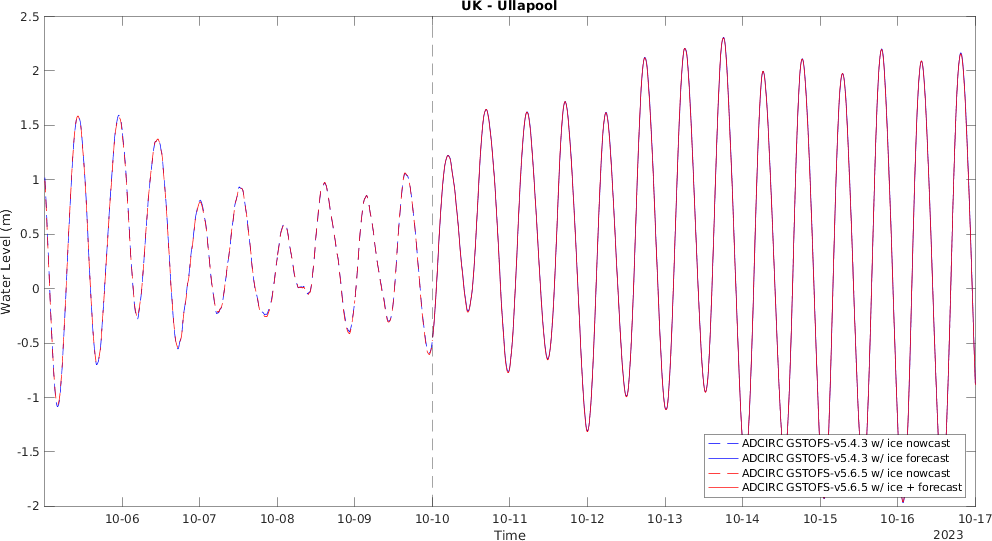 UK - Ullapool
2.5
2
1.5
1
0.5
0
-0.5
-1
-1.5
-2
Water Level (m)
10-06 10-07 10-08 10-09 10-10 10-11 10-12 10-13 10-14 10-15 10-16 10-17
Time
2023
ADCIRC GSTOFS-v5.4.3 w/ ice nowcast
ADCIRC GSTOFS-v5.4.3 w/ ice forecast
ADCIRC GSTOFS-v5.6.5 w/ ice nowcast
ADCIRC GSTOFS-v5.6.5 w/ ice + forecast